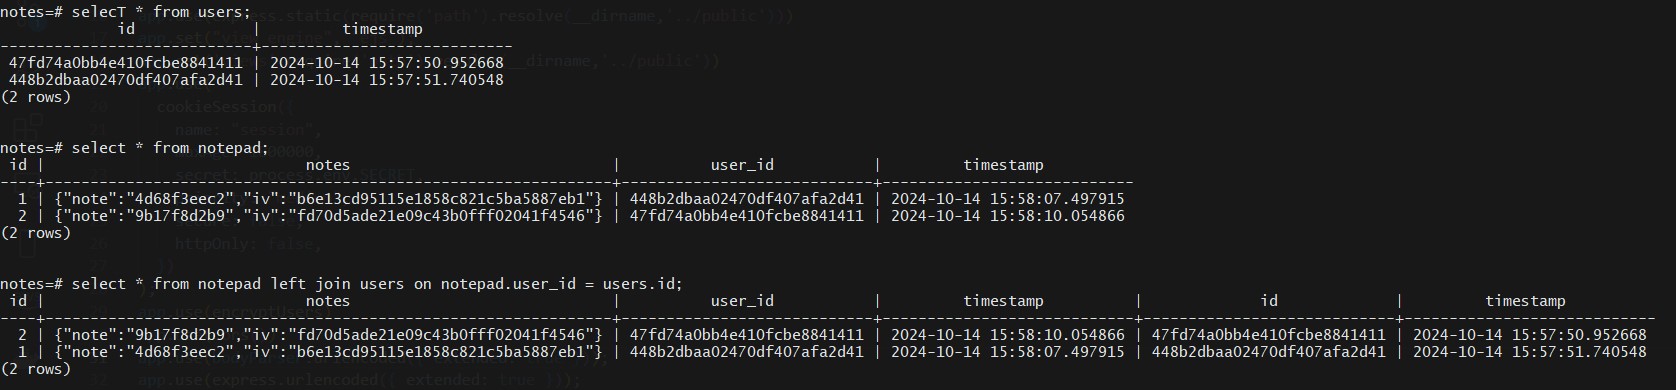 notes=# selecT * from users;
id | timestamp
--------------------------+----------------------------
47fd74a0bb4e410fcbe8841411 | 2024-10-14 15:57:50.952668
448b2dbaa02470df407afa2d41 | 2024-10-14 15:57:51.740548
(2 rows)
notes=# select * from notepad;
id | notes | user_id | timestamp
----+--------------------------------------------------------------+----------------------------+----------------------------
1 | {"note":"4d68f3eec2","iv":"b6e13cd95115e1858c821c5ba5887eb1"} | 448b2dbaa02470df407afa2d41 | 2024-10-14 15:58:07.497915
2 | {"note":"9b17f8d2b9","iv":"fd70d5ade21e09c43b0fff02041f4546"} | 47fd74a0bb4e410fcbe8841411 | 2024-10-14 15:58:10.054866
(2 rows)
notes=# select * from notepad left join users on notepad.user_id = users.id;
id | notes | user_id | timestamp | id | timestamp
----+--------------------------------------------------------------+----------------------------+----------------------------+----------------------------+----------------------------
2 | {"note":"9b17f8d2b9","iv":"fd70d5ade21e09c43b0fff02041f4546"} | 47fd74a0bb4e410fcbe8841411 | 2024-10-14 15:58:10.054866 | 47fd74a0bb4e410fcbe8841411 | 2024-10-14 15:57:50.952668
1 | {"note":"4d68f3eec2","iv":"b6e13cd95115e1858c821c5ba5887eb1"} | 448b2dbaa02470df407afa2d41 | 2024-10-14 15:58:07.497915 | 448b2dbaa02470df407afa2d41 | 2024-10-14 15:57:51.740548
(2 rows)